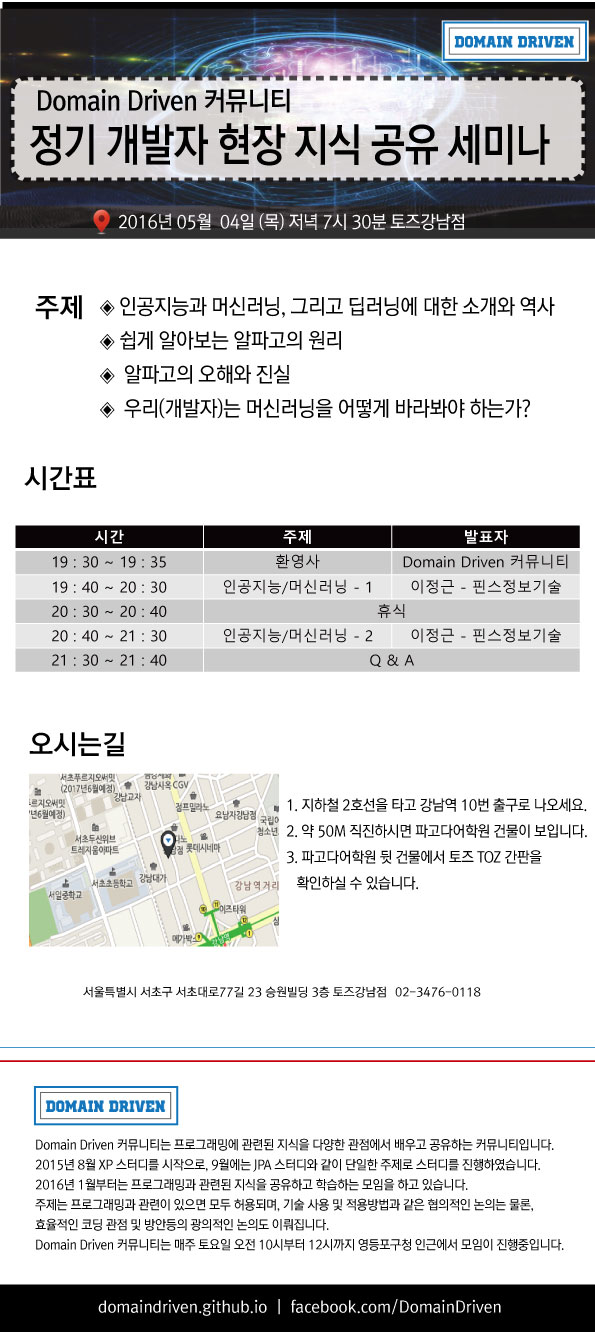 DOMAIN DRIVEN
Domain Driven 커뮤니티
정기 개발자 현장 지식 공유 세미나
2016년 05월 04일 (목) 저녁 7시 30분 토즈강남점
주제 ◈ 인공지능과 머신러닝, 그리고 딥러닝에 대한 소개와 역사
◈ 쉽게 알아보는 알파고의 원리
◈ 알파고의 오해와 진실
◈ 우리(개발자)는 머신러닝을 어떻게 바라봐야 하는가?
시간표
시간 주제 발표자
19 : 30 ~ 19 : 35 환영사 Domain Driven 커뮤니티
19 : 40 ~ 20 : 30 인공지능/머신러닝 - 1 이정근 - 핀스정보기술
20 : 30 ~ 20 : 40 휴식
20 : 40 ~ 21 : 30 인공지능/머신러닝 - 2 이정근 - 핀스정보기술
21 : 30 ~ 21 : 40 Q & A
오시는길
서초푸르지오써밋
(2017년6월예정)
강남교자
강남시옥 CGV
점프밀라노
요남자강남점
서초두산위브
트레지움아파트
롯데시네마
서초초등학교
강남대가
서일중학교
강남역거리
메가박스
1. 지하철 2호선을 타고 강남역 10번 출구로 나오세요.
2. 약 50M 직진하시면 파고다어학원 건물이 보입니다.
3. 파고다어학원 뒷 건물에서 토즈 TOZ 간판을
확인하실 수 있습니다.
서울특별시 서초구 서초대로77길 23 승원빌딩 3층 토즈강남점 02-3476-0118
DOMAIN DRIVEN
Domain Driven 커뮤니티는 프로그래밍에 관련된 지식을 다양한 관점에서 배우고 공유하는 커뮤니티입니다.
2015년 8월 XP 스터디를 시작으로, 9월에는 JPA 스터디와 같이 단일한 주제로 스터디를 진행하였습니다.
2016년 1월부터는 프로그래밍과 관련된 지식을 공유하고 학습하는 모임을 하고 있습니다.
주제는 프로그래밍과 관련이 있으면 모두 허용되며, 기술 사용 및 적용방법과 같은 협의적인 논의는 물론,
효율적인 코딩 관점 및 방안등의 광의적인 논의도 이뤄집니다.
Domain Driven 커뮤니티는 매주 토요일 오전 10시부터 12시까지 영등포구청 인근에서 모임이 진행중입니다.
domaindriven.github.io | facebook.com/DomainDriven